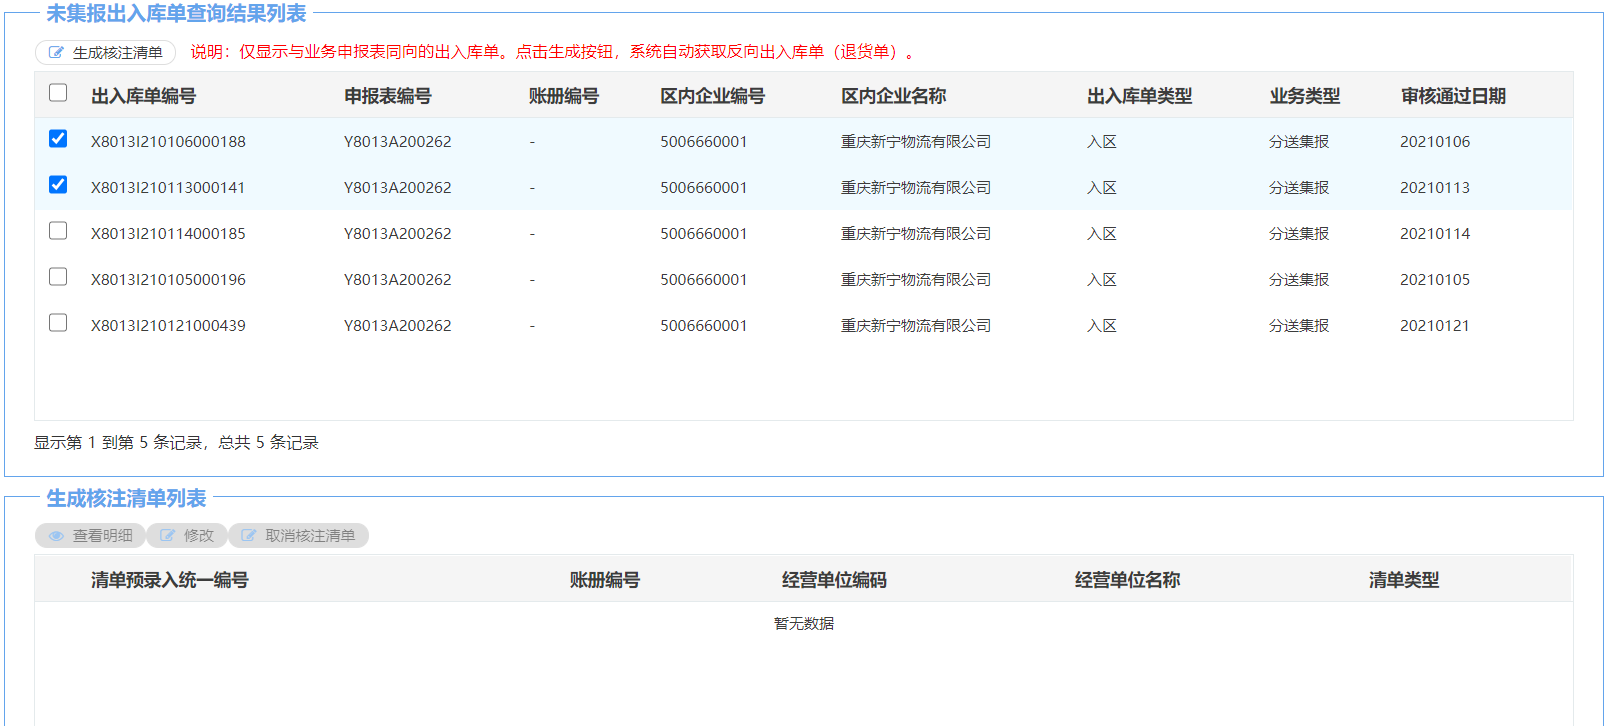 未集报出入库单查询结果列表
生成核注清单 说明：仅显示与业务申报表同向的出入库单。点击生成按钮，系统自动获取反向出入库单（退货单）。
出入库单编号 申报表编号 账册编号 区内企业编号 区内企业名称 出入库单类型 业务类型 审核通过日期
X8013I210106000188 Y8013A200262 - 5006660001 重庆新宁物流有限公司 入区 分送集报 20210106
X8013I210113000141 Y8013A200262 - 5006660001 重庆新宁物流有限公司 入区 分送集报 20210113
X8013I210114000185 Y8013A200262 - 5006660001 重庆新宁物流有限公司 入区 分送集报 20210114
X8013I210105000196 Y8013A200262 - 5006660001 重庆新宁物流有限公司 入区 分送集报 20210105
X8013I210121000439 Y8013A200262 - 5006660001 重庆新宁物流有限公司 入区 分送集报 20210121
显示第 1 到第 5 条记录，总共 5 条记录
生成核注清单列表
查看明细 修改 取消核注清单
清单预录入统一编号 账册编号 经营单位编码 经营单位名称 清单类型
暂无数据